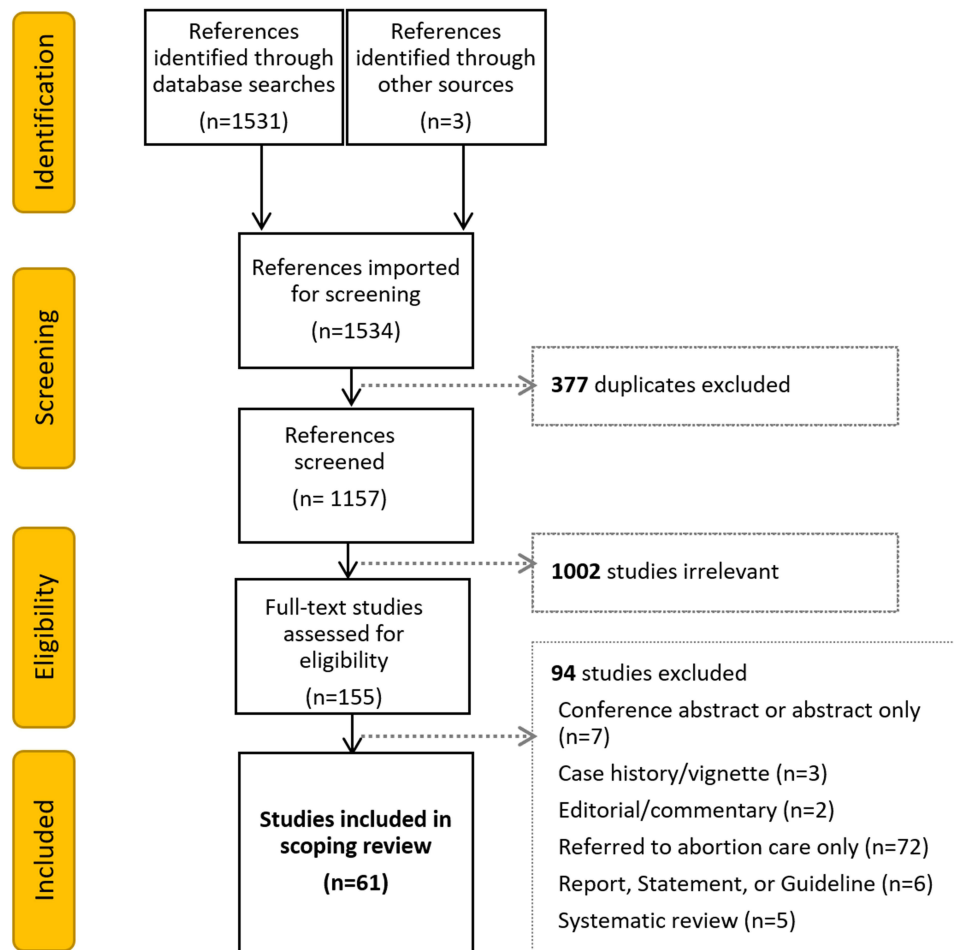 Identification
References
identified through
database searches
(n=1531)
References
identified through
other sources
(n=3)
Screening
References imported
for screening
(n=1534)
377 duplicates excluded
References
screened
(n= 1157)
Eligibility
1002 studies irrelevant
Full-text studies
assessed for
eligibility
(n=155)
94 studies excluded
Conference abstract or abstract only
(n=7)
Case history/vignette (n=3)
Editorial/commentary (n=2)
Referred to abortion care only (n=72)
Report, Statement, or Guideline (n=6)
Systematic review (n=5)
Included
Studies included in
scoping review
(n=61)